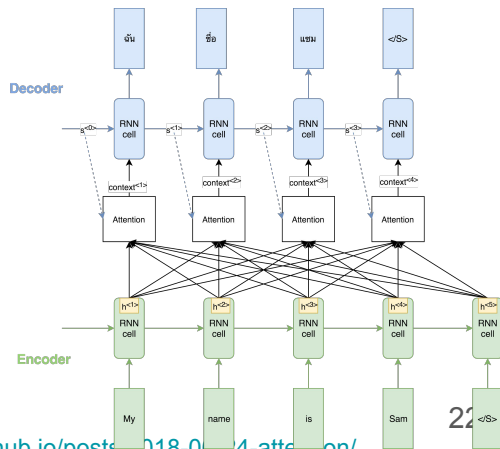 ฉัน ชื่อ แซม </S>
Decoder
s<0> RNN cell s<1> RNN cell s<2> RNN cell s<3> RNN cell
context<1> context<2> context<3> context<4>
Attention Attention Attention Attention
h<1> h<2> h<3> h<4> h<5>
RNN cell RNN cell RNN cell RNN cell RNN cell
Encoder
My name is Sam </S>
22